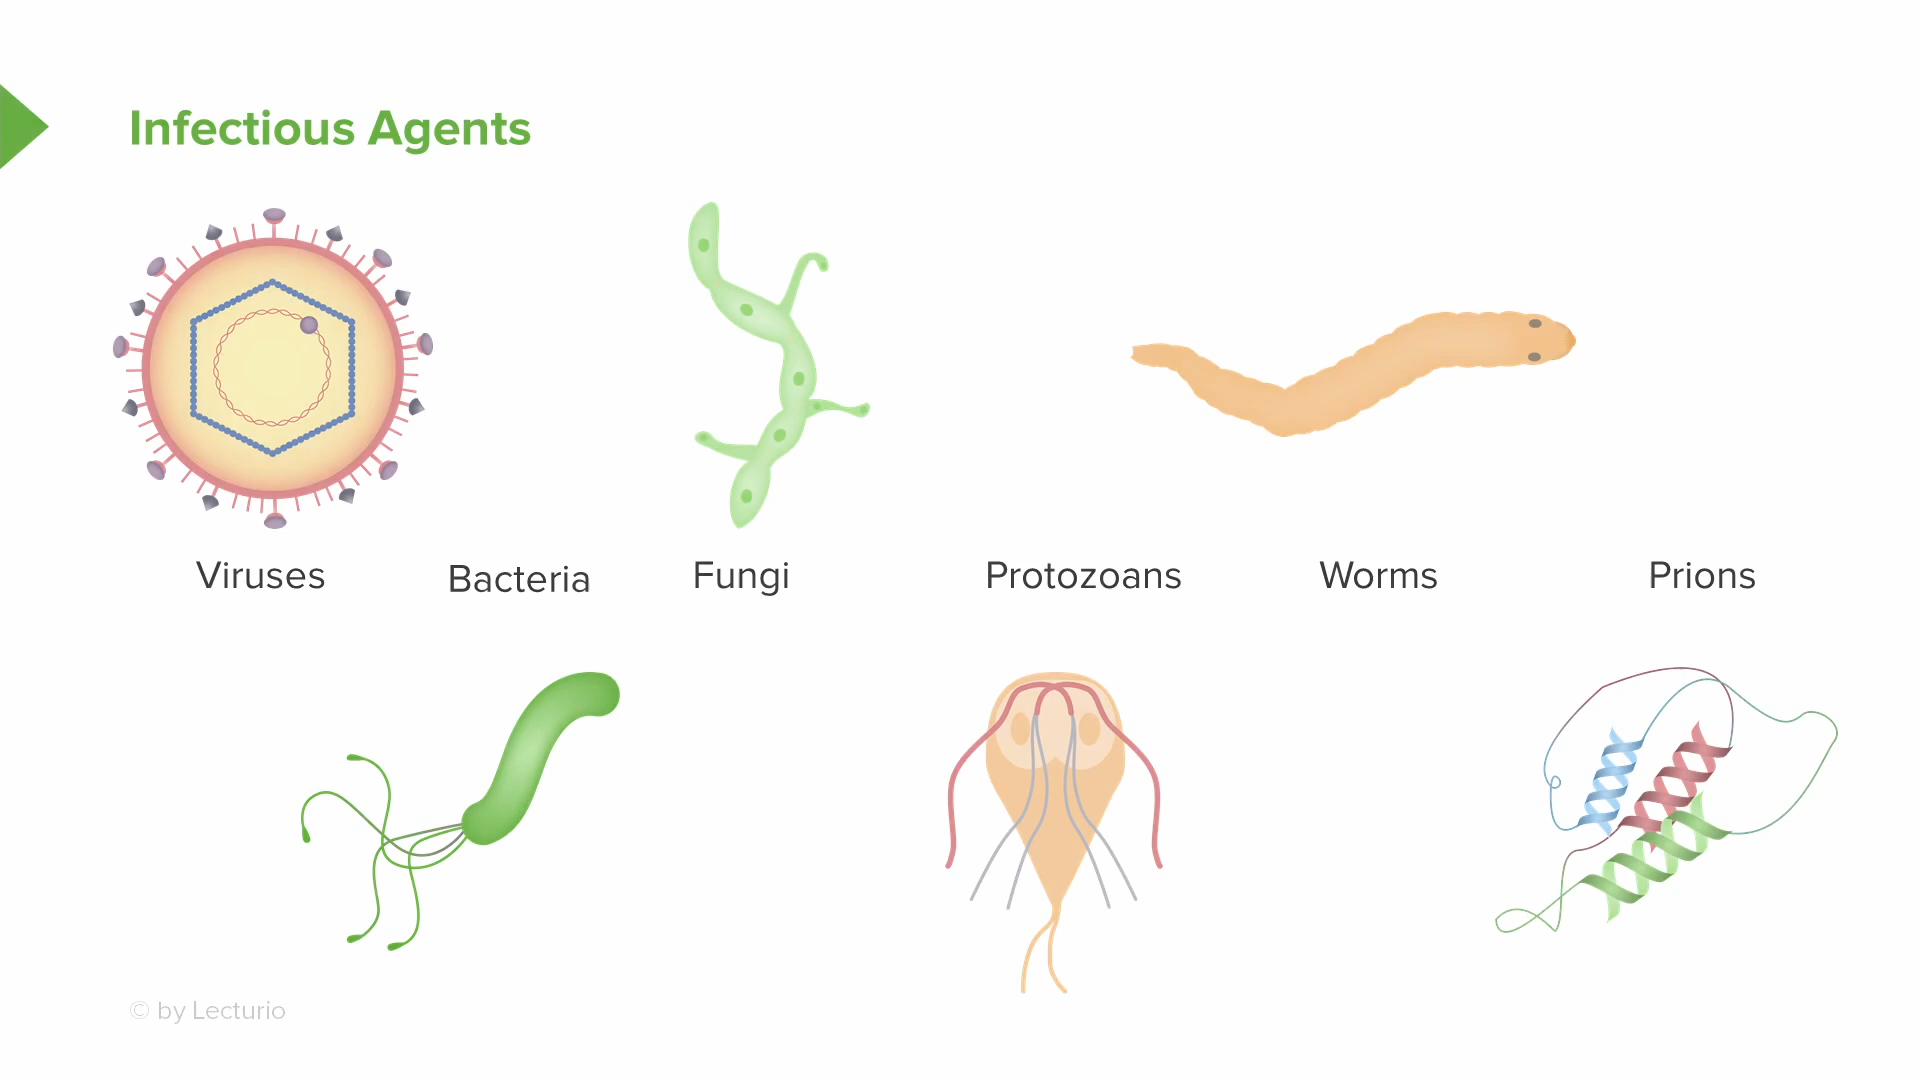 Infectious Agents
Viruses
Bacteria
Fungi
Protozoans
Worms
Prions
© by Lecturio